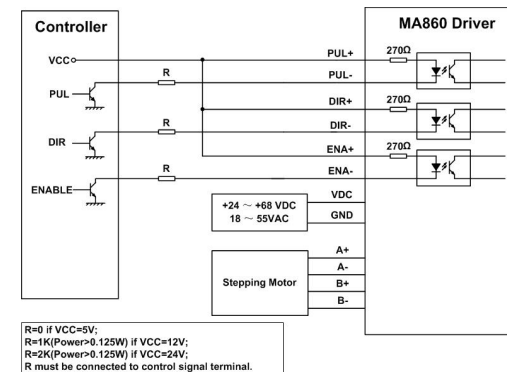 Controller
MA860 Driver
VCC
PUL+
270Ω
R
PUL-
PUL
DIR+
270Ω
R
DIR-
DIR
ENA+
270Ω
R
ENA-
ENABLE
VDC
+24 ～ +68 VDC
18 ～ 55VAC
GND
A+
A-
Stepping Motor
B+
B-
R=0 if VCC=5V;
R=1K(Power>0.125W) if VCC=12V;
R=2K(Power>0.125W) if VCC=24V;
R must be connected to control signal terminal.